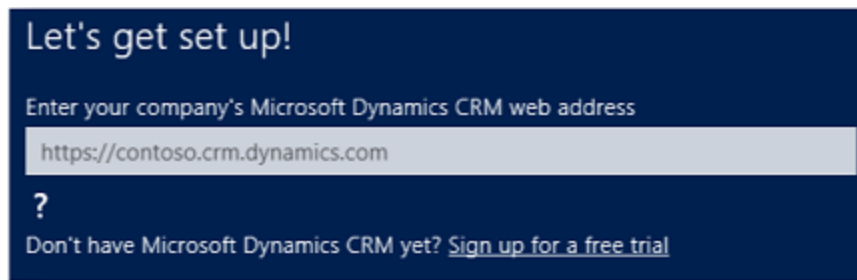 Let's get set up!
Enter your company's Microsoft Dynamics CRM web address
https://contoso.crm.dynamics.com
?
Don't have Microsoft Dynamics CRM yet? Sign up for a free trial